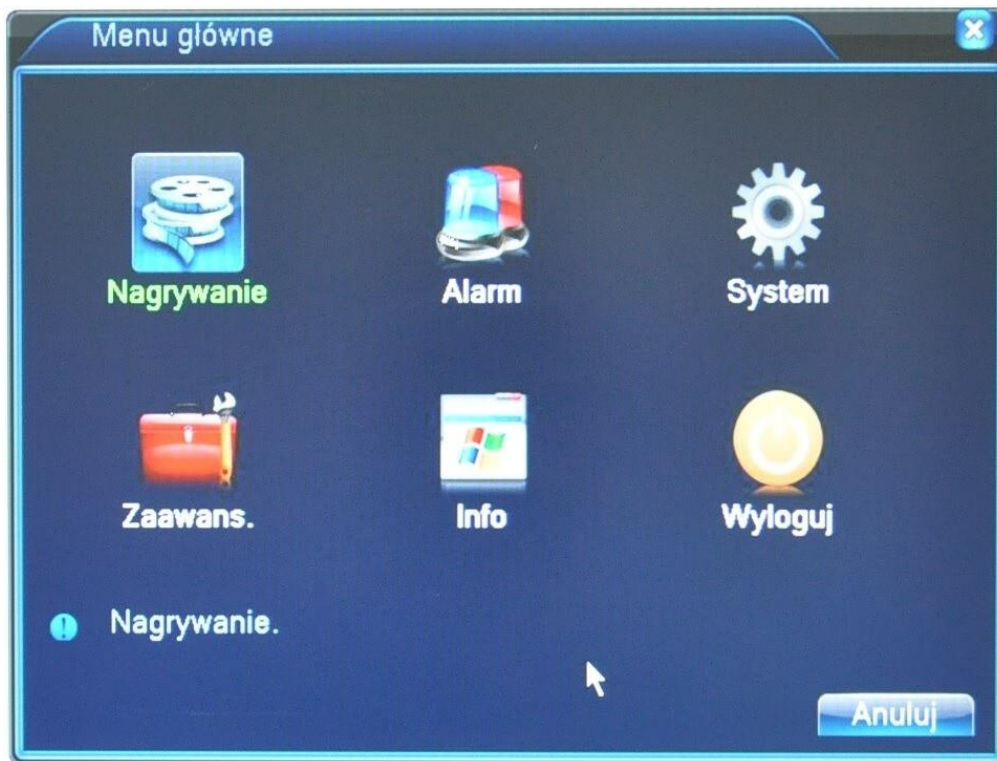 Menu główne
Nagrywanie Alarm System
Zaawans. Info Wyloguj
Nagrywanie.
Anuluj